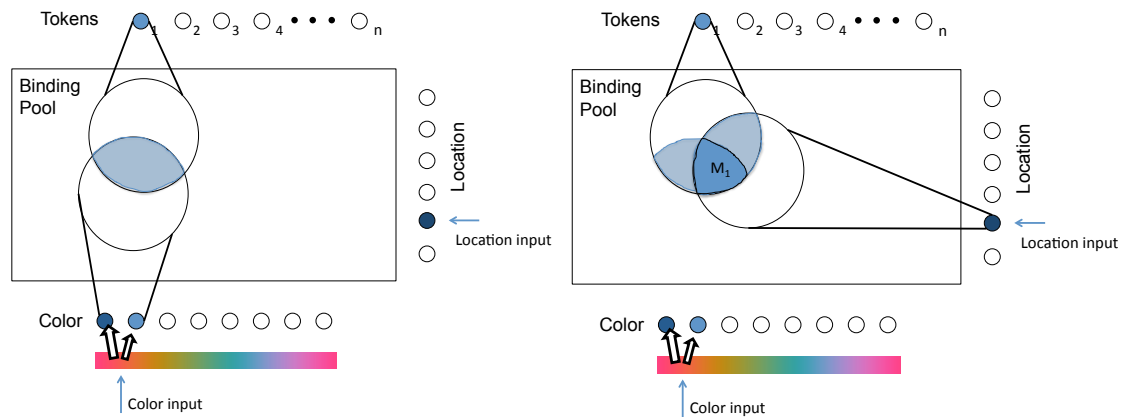 Tokens 1 2 3 4 n
Binding
Pool
Location
Location input
Color
Color input
Tokens 1 2 3 4 n
Binding
Pool
M1
Location
Location input
Color
Color input